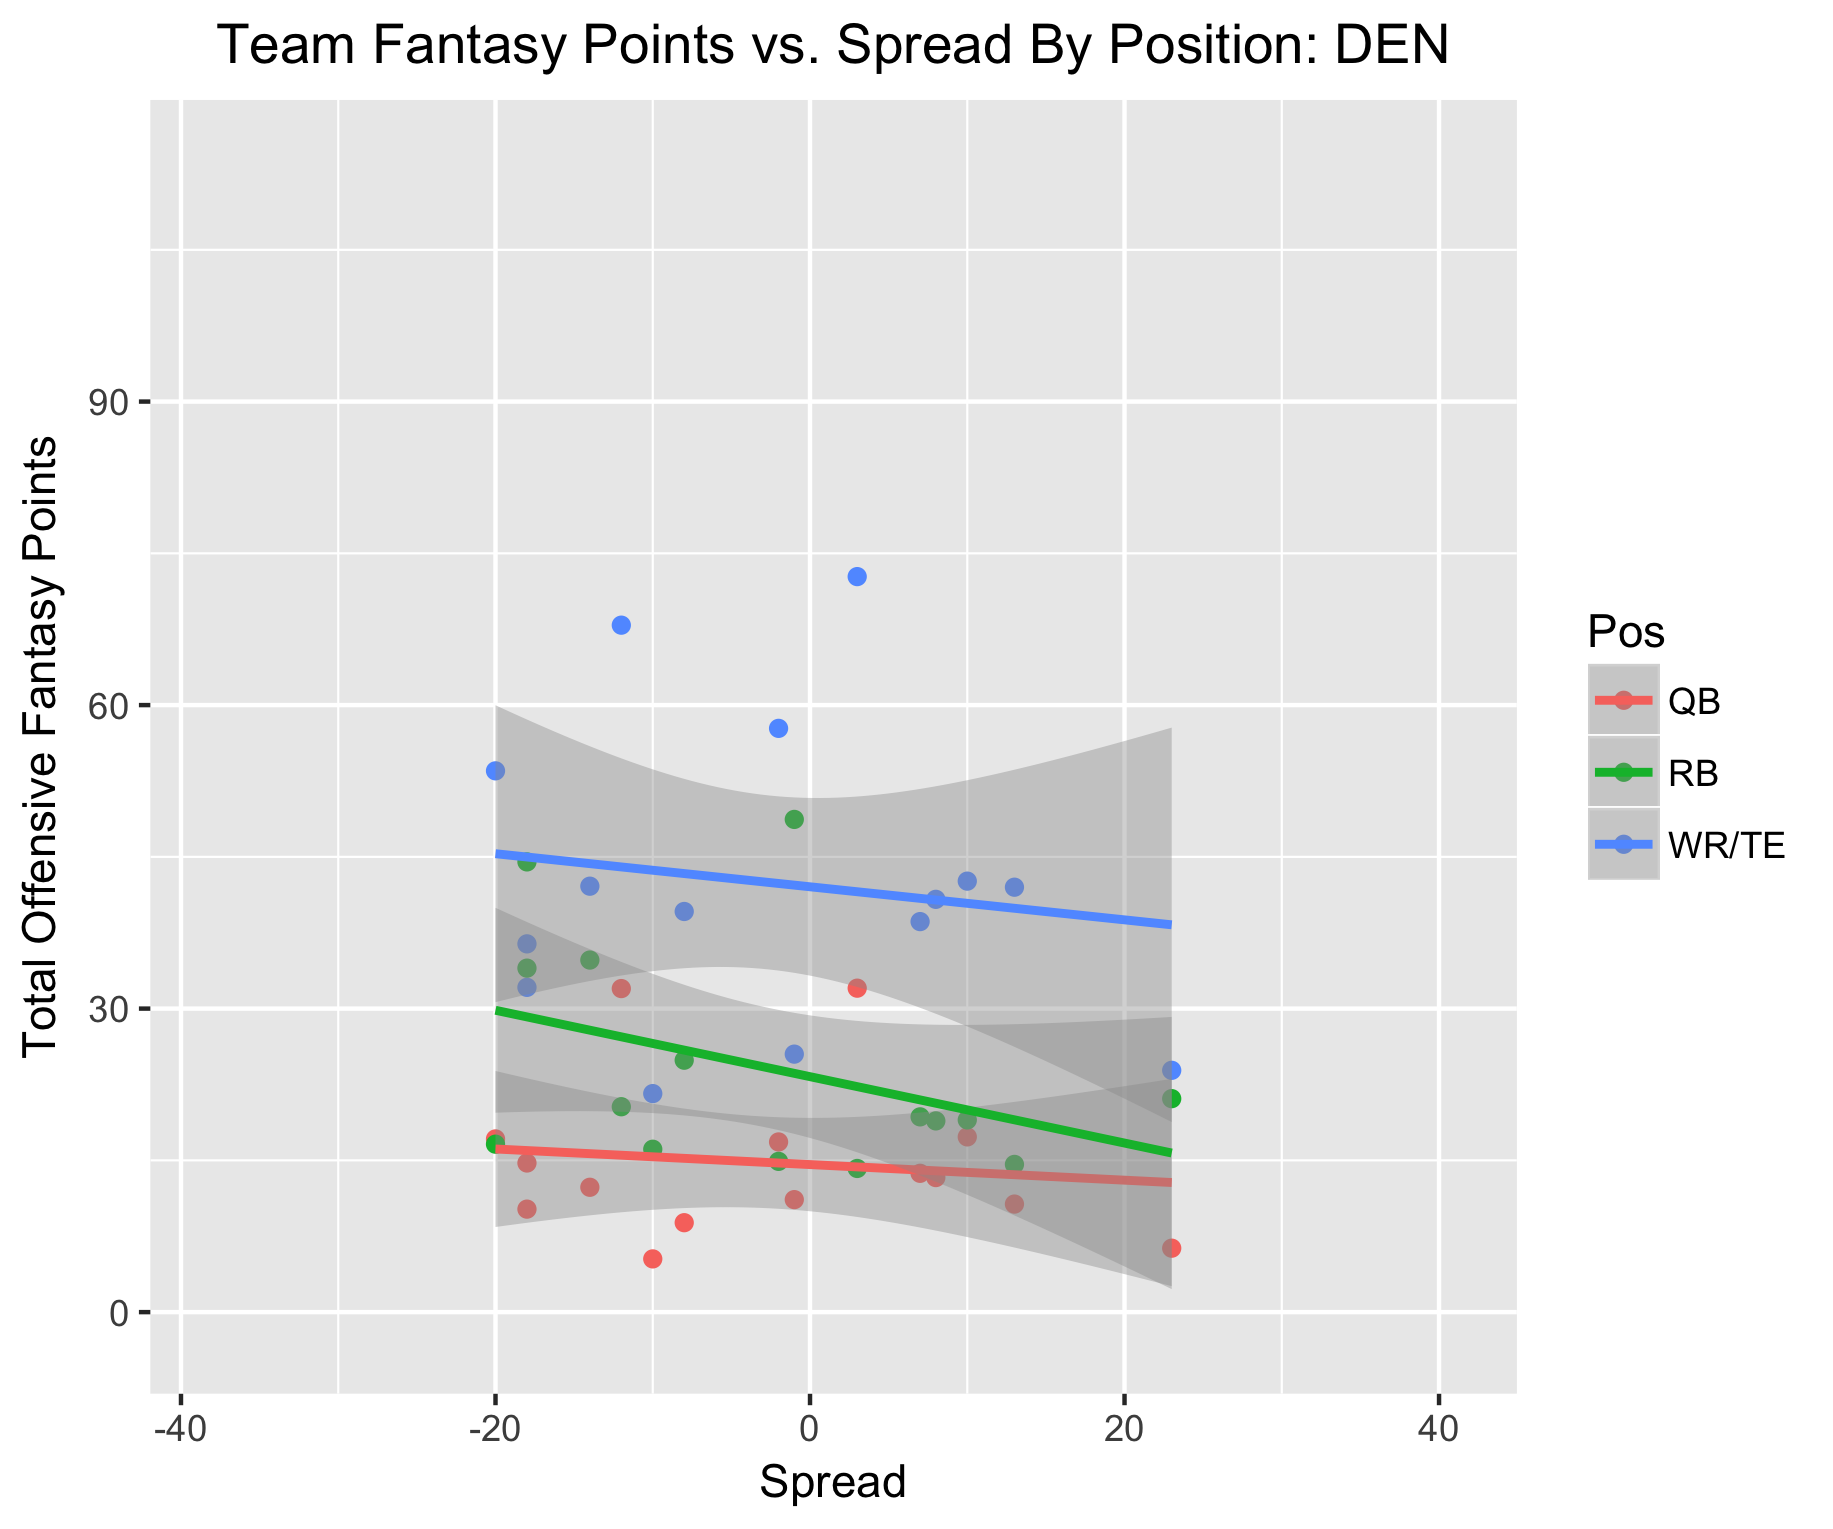 Team Fantasy Points vs. Spread By Position: DEN
Total Offensive Fantasy Points
90
60
30
0
-40
-20
0
20
40
Spread
Pos
QB
RB
WR/TE